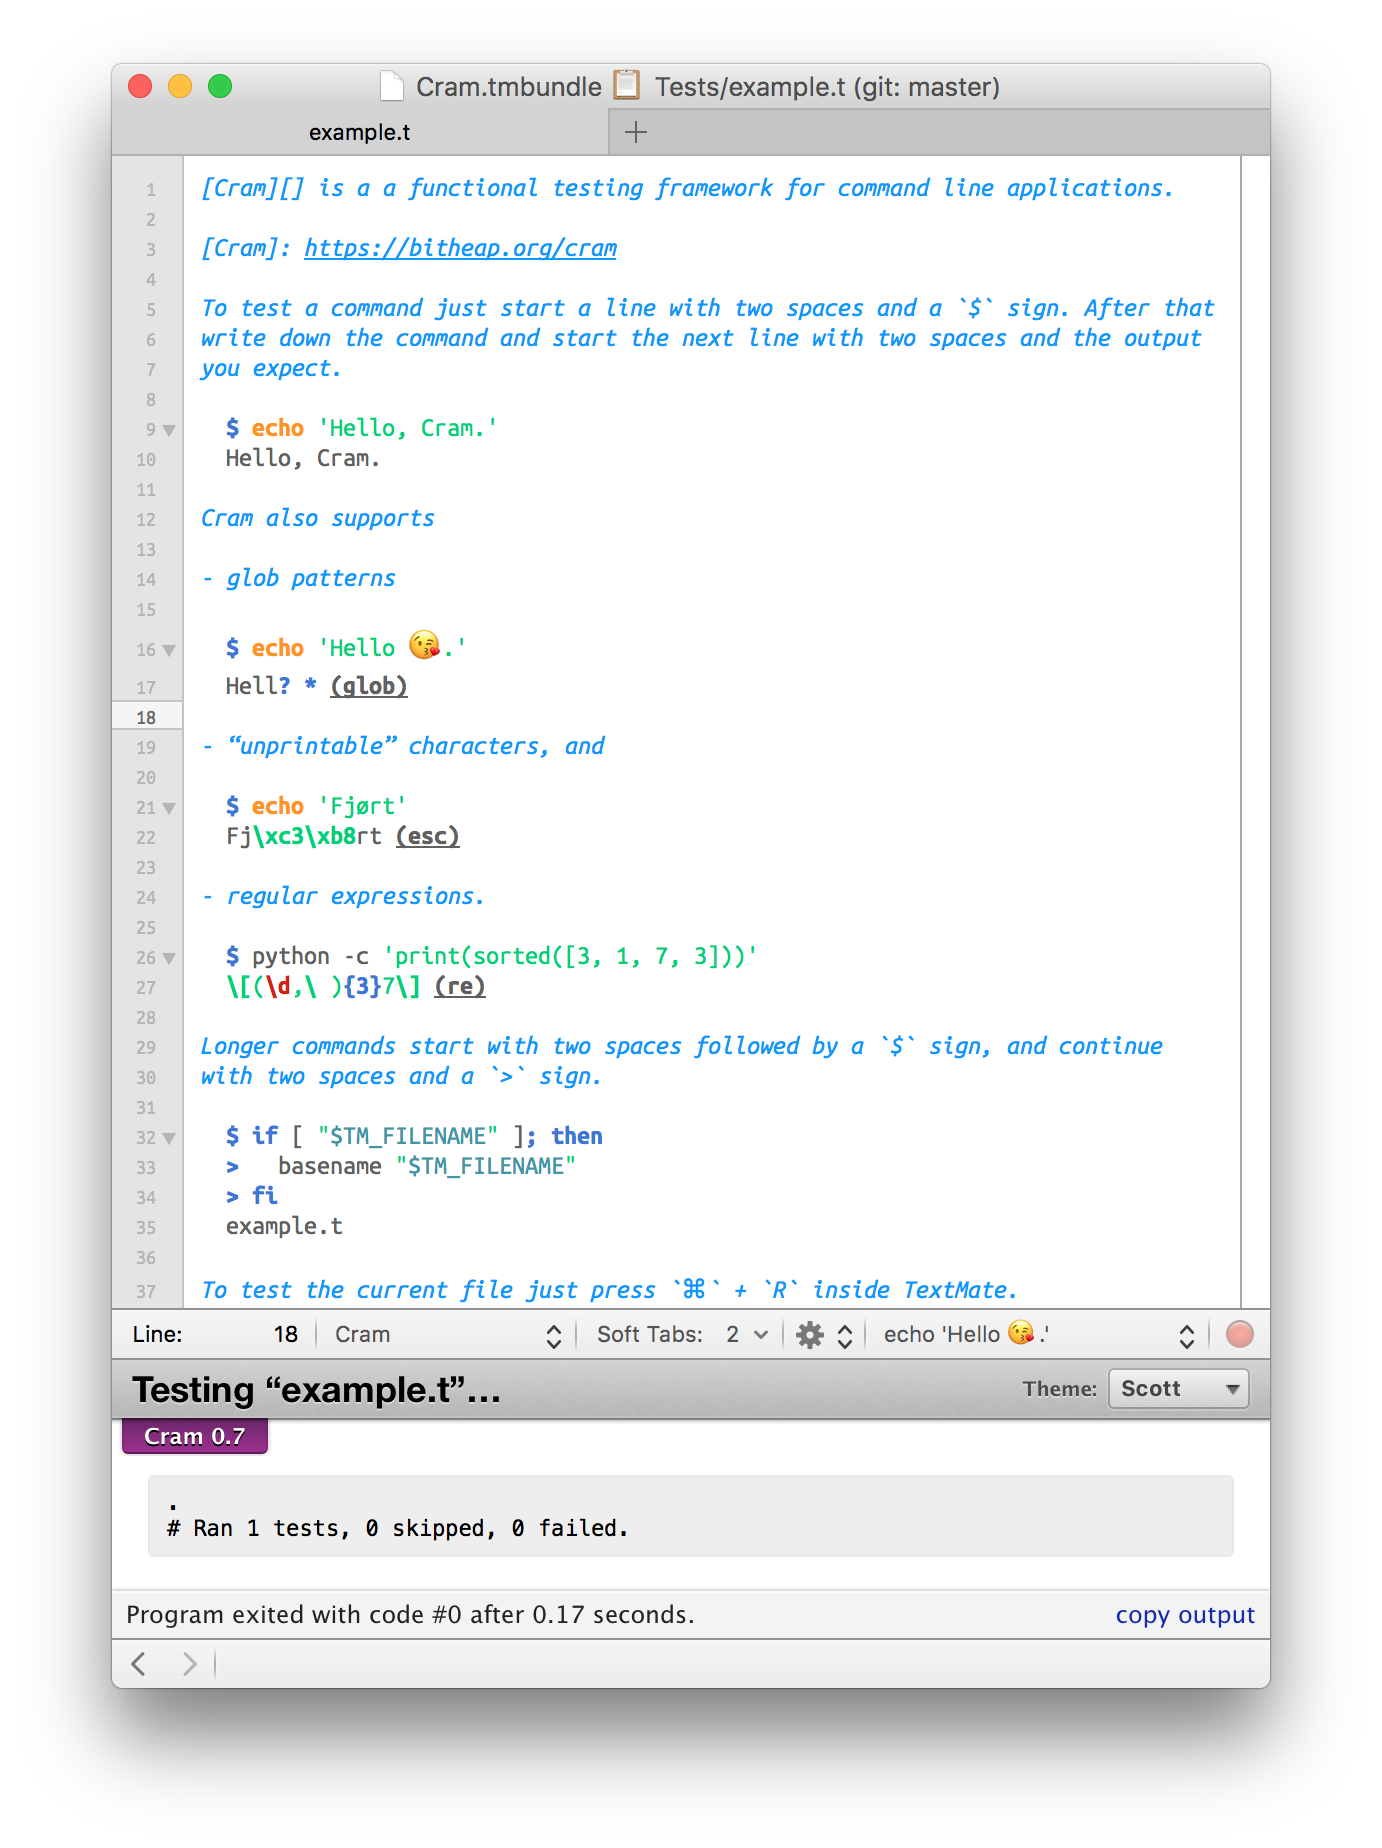 Cram.tmbundle 📋 Tests/example.t (git: master)
example.t
1 [Cram][] is a a functional testing framework for command line applications.
2
3 [Cram]: https://bitheap.org/cram
4
5 To test a command just start a line with two spaces and a `$` sign. After that
6 write down the command and start the next line with two spaces and the output
7 you expect.
8
9   $ echo 'Hello, Cram.'
10   Hello, Cram.
11
12 Cram also supports
13
14 - glob patterns
15
16   $ echo 'Hello 😘.'
17   Hell? * (glob)
18
19 - “unprintable” characters, and
20
21   $ echo 'Fjørt'
22   Fj\xc3\xb8rt (esc)
23
24 - regular expressions.
25
26   $ python -c 'print(sorted([3, 1, 7, 3]))'
27   \[(\d,\ ){3}7\] (re)
28
29 Longer commands start with two spaces followed by a `$` sign, and continue
30 with two spaces and a `>` sign.
31
32   $ if [ "$TM_FILENAME" ]; then
33   >   basename "$TM_FILENAME"
34   > fi
35   example.t
36
37 To test the current file just press `⌘` + `R` inside TextMate.
Line: 18 Cram Soft Tabs: 2 echo 'Hello 😘.'
Testing “example.t”… Theme: Scott
Cram 0.7
.
# Ran 1 tests, 0 skipped, 0 failed.
Program exited with code #0 after 0.17 seconds. copy output